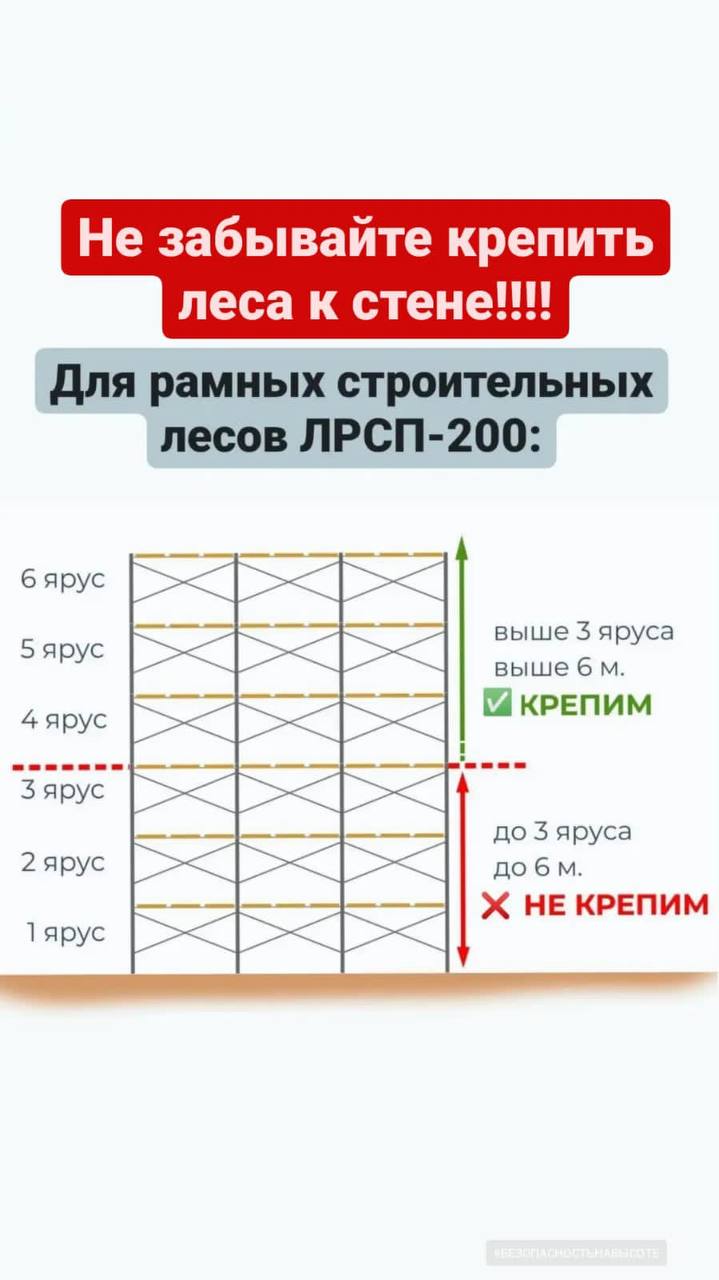 Не забывайте крепить
леса к стене!!!!
Для рамных строительных
лесов ЛРСП-200:
6 ярус
5 ярус
4 ярус
3 ярус
2 ярус
1 ярус
выше 3 яруса
выше 6 м.
✅ КРЕПИМ
до 3 яруса
до 6 м.
❌ НЕ КРЕПИМ
#БЕЗОПАСНОСТЬНАВЫСОТЕ